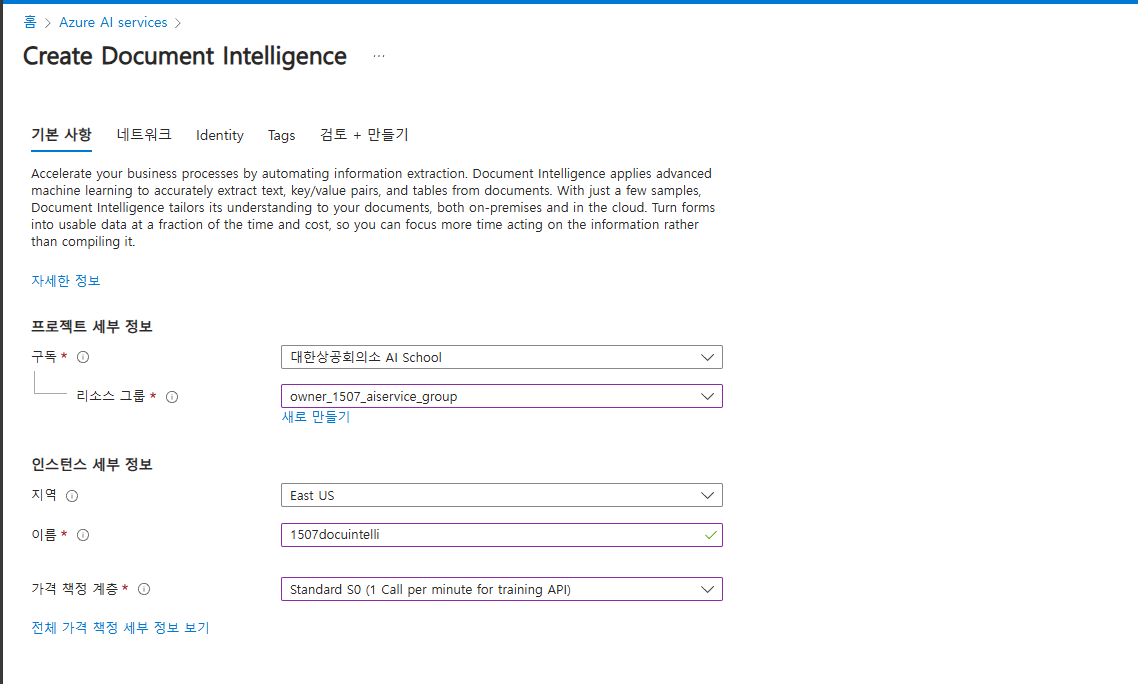 홈 > Azure AI services >
Create Document Intelligence ...
기본 사항 네트워크 Identity Tags 검토 + 만들기
Accelerate your business processes by automating information extraction. Document Intelligence applies advanced
machine learning to accurately extract text, key/value pairs, and tables from documents. With just a few samples,
Document Intelligence tailors its understanding to your documents, both on-premises and in the cloud. Turn forms
into usable data at a fraction of the time and cost, so you can focus more time acting on the information rather
than compiling it.
자세한 정보
프로젝트 세부 정보
구독 * 대한상공회의소 AI School
리소스 그룹 * owner_1507_aiservice_group
새로 만들기
인스턴스 세부 정보
지역 East US
이름 * 1507docuintelli
가격 책정 계층 * Standard S0 (1 Call per minute for training API)
전체 가격 책정 세부 정보 보기